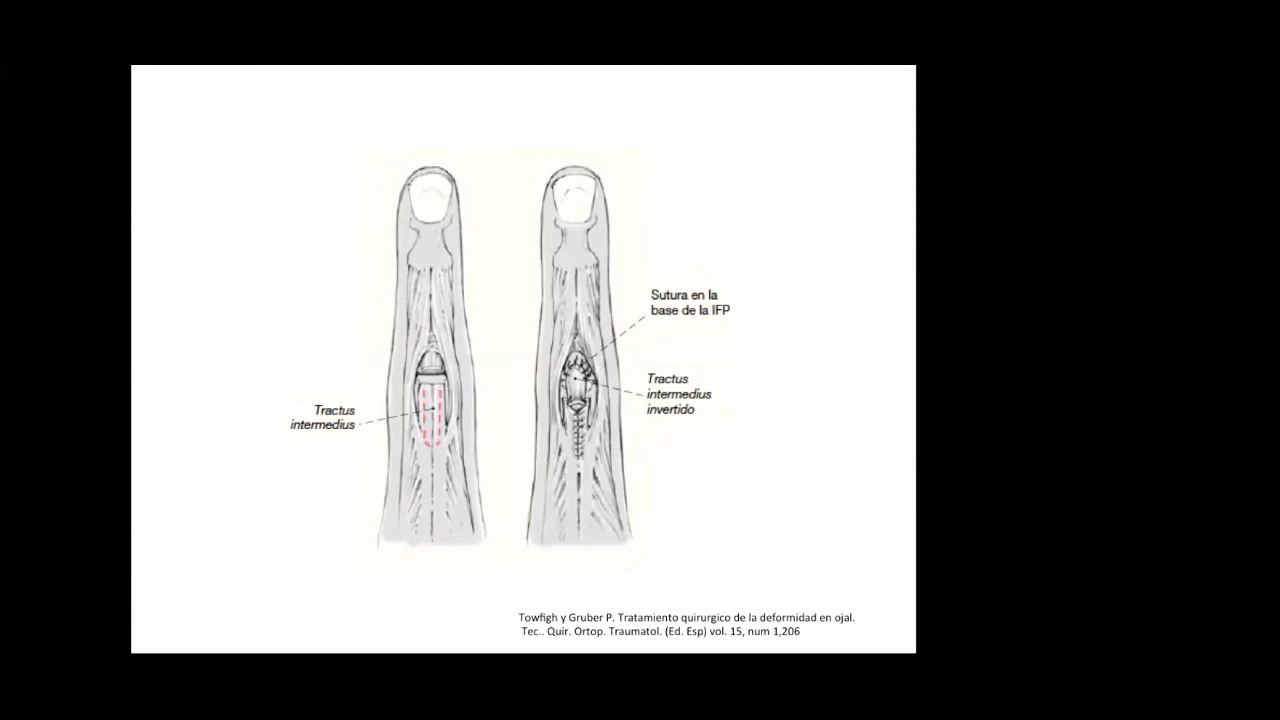 Sutura en la
base de la IFP
Tractus
intermedius
invertido
Tractus
intermedius
Towfigh y Gruber P. Tratamiento quirurgico de la deformidad en ojal.
Tec.. Quir. Ortop. Traumatol. (Ed. Esp) vol. 15, num 1,206